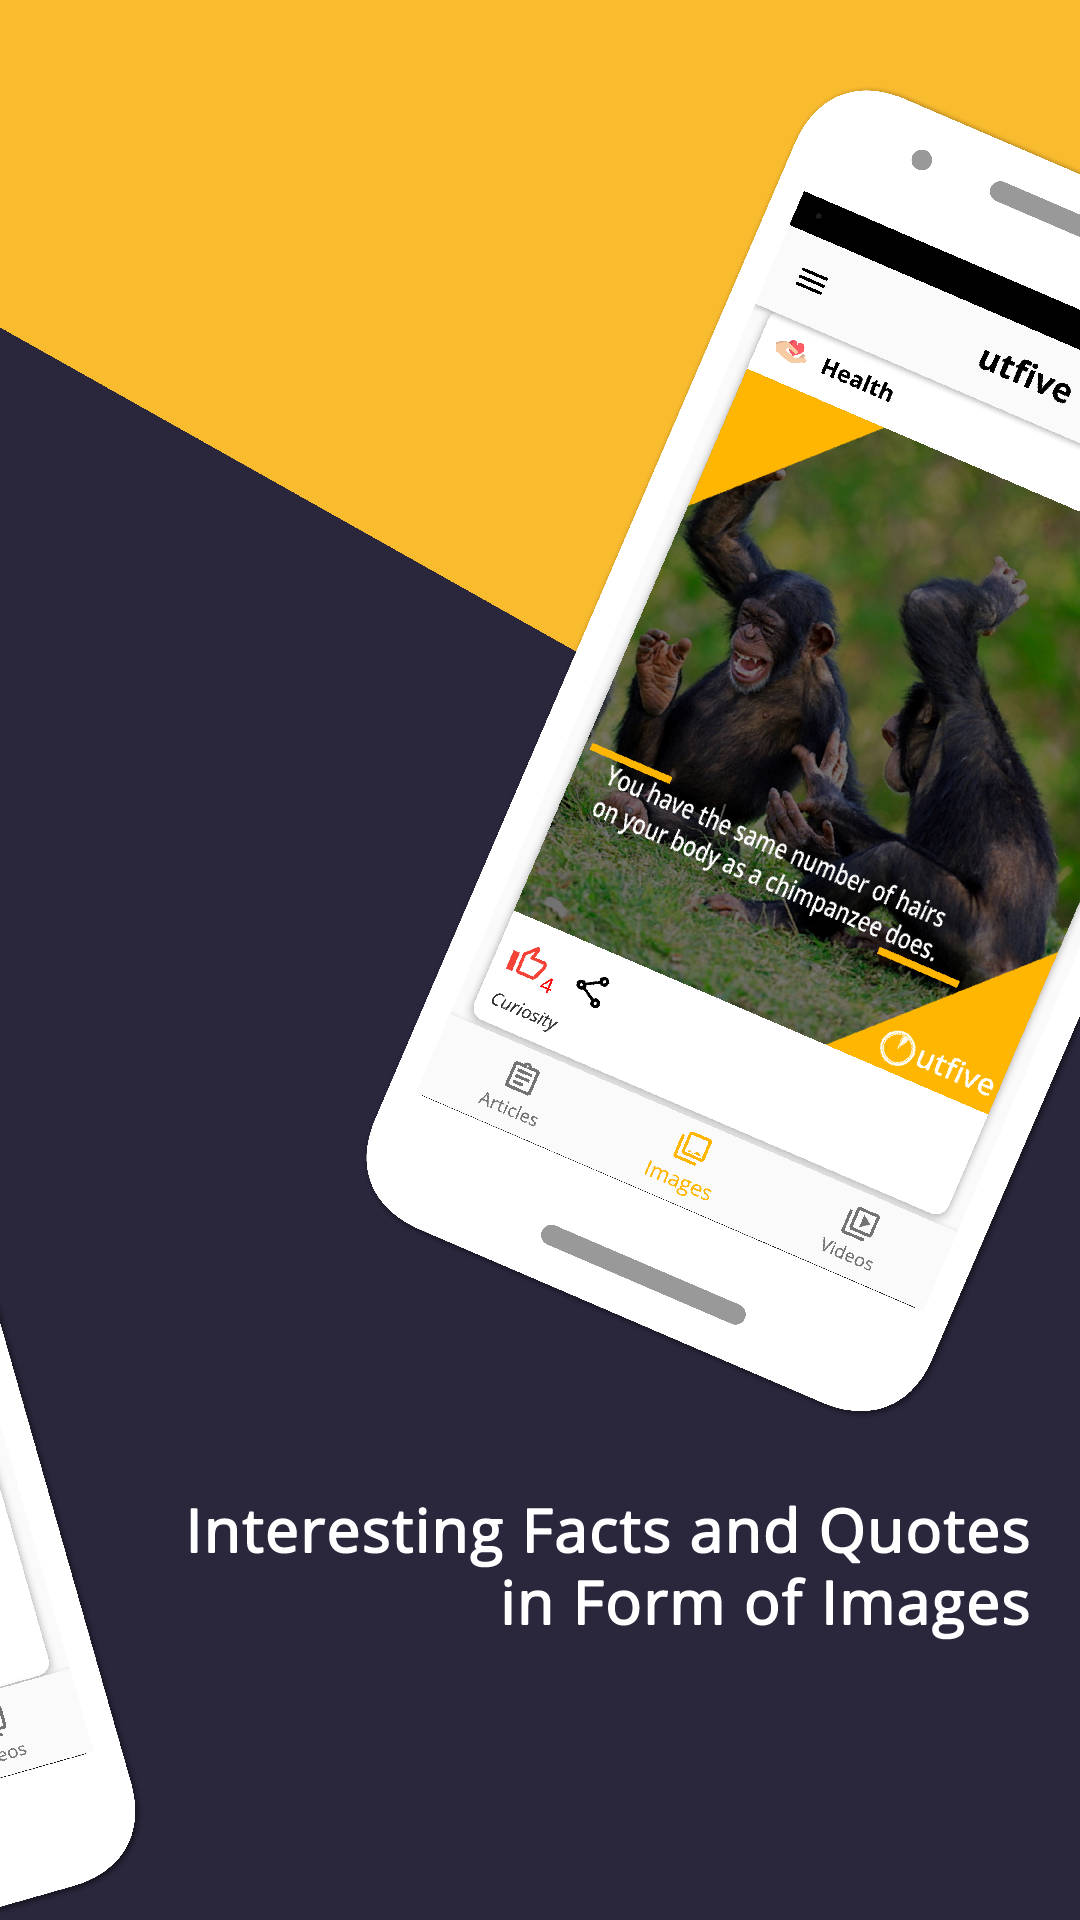 utfive
Health
You have the same number of hairs
on your body as a chimpanzee does.
4
Curiosity
utfive
Articles
Images
Videos
Interesting Facts and Quotes
in Form of Images
eos